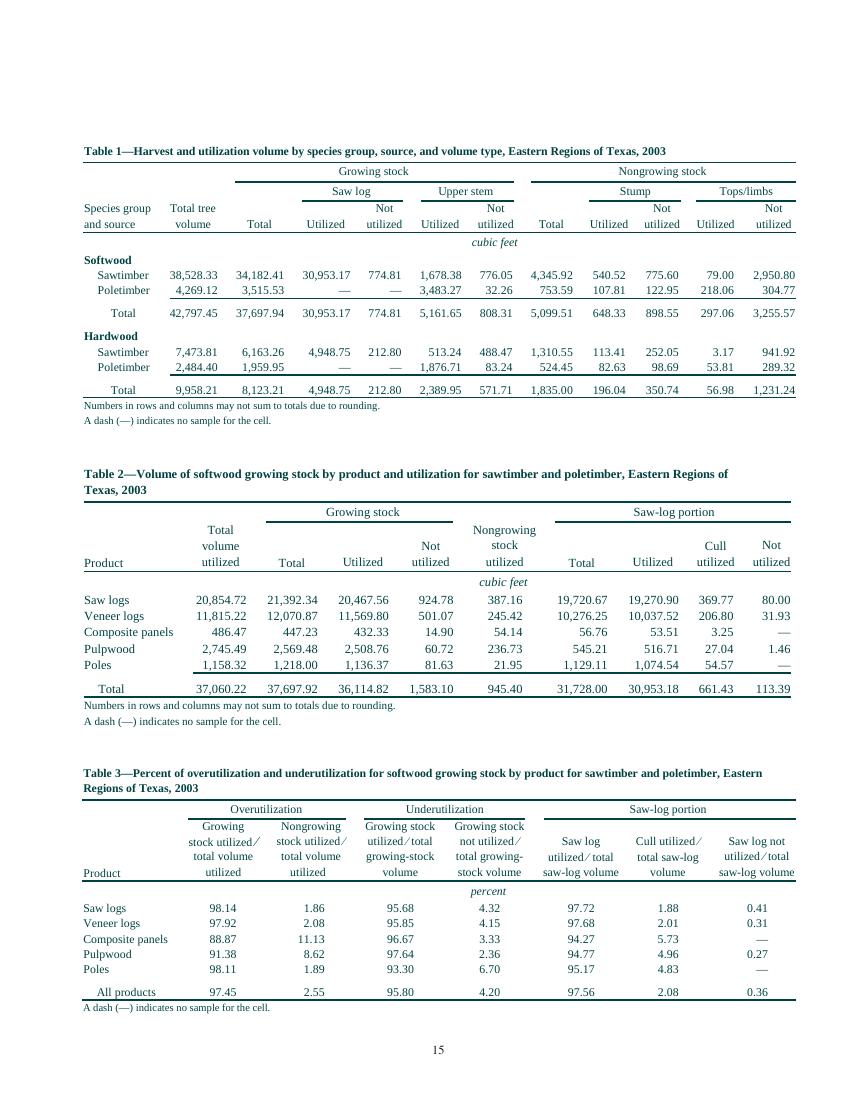 Table 1—Harvest and utilization volume by species group, source, and volume type, Eastern Regions of Texas, 2003
Growing stock Nongrowing stock
Saw log Upper stem Stump Tops/limbs
Species group Total tree Not Not Not Not
and source volume Total Utilized utilized Utilized utilized Total Utilized utilized Utilized utilized
cubic feet
Softwood
Sawtimber 38,528.33 34,182.41 30,953.17 774.81 1,678.38 776.05 4,345.92 540.52 775.60 79.00 2,950.80
Poletimber 4,269.12 3,515.53 — — 3,483.27 32.26 753.59 107.81 122.95 218.06 304.77
Total 42,797.45 37,697.94 30,953.17 774.81 5,161.65 808.31 5,099.51 648.33 898.55 297.06 3,255.57
Hardwood
Sawtimber 7,473.81 6,163.26 4,948.75 212.80 513.24 488.47 1,310.55 113.41 252.05 3.17 941.92
Poletimber 2,484.40 1,959.95 — — 1,876.71 83.24 524.45 82.63 98.69 53.81 289.32
Total 9,958.21 8,123.21 4,948.75 212.80 2,389.95 571.71 1,835.00 196.04 350.74 56.98 1,231.24
Numbers in rows and columns may not sum to totals due to rounding.
A dash (—) indicates no sample for the cell.
Table 2—Volume of softwood growing stock by product and utilization for sawtimber and poletimber, Eastern Regions of
Texas, 2003
Growing stock Saw-log portion
Total Nongrowing
volume Not stock Cull Not
Product utilized Total Utilized utilized utilized Total Utilized utilized utilized
cubic feet
Saw logs 20,854.72 21,392.34 20,467.56 924.78 387.16 19,720.67 19,270.90 369.77 80.00
Veneer logs 11,815.22 12,070.87 11,569.80 501.07 245.42 10,276.25 10,037.52 206.80 31.93
Composite panels 486.47 447.23 432.33 14.90 54.14 56.76 53.51 3.25 —
Pulpwood 2,745.49 2,569.48 2,508.76 60.72 236.73 545.21 516.71 27.04 1.46
Poles 1,158.32 1,218.00 1,136.37 81.63 21.95 1,129.11 1,074.54 54.57 —
Total 37,060.22 37,697.92 36,114.82 1,583.10 945.40 31,728.00 30,953.18 661.43 113.39
Numbers in rows and columns may not sum to totals due to rounding.
A dash (—) indicates no sample for the cell.
Table 3—Percent of overutilization and underutilization for softwood growing stock by product for sawtimber and poletimber, Eastern
Regions of Texas, 2003
Overutilization Underutilization Saw-log portion
Growing Nongrowing Growing stock Growing stock
stock utilized/ stock utilized/ utilized/total not utilized/ Saw log Cull utilized/ Saw log not
total volume total volume growing-stock total growing- utilized/total total saw-log utilized/total
Product utilized utilized volume stock volume saw-log volume volume saw-log volume
percent
Saw logs 98.14 1.86 95.68 4.32 97.72 1.88 0.41
Veneer logs 97.92 2.08 95.85 4.15 97.68 2.01 0.31
Composite panels 88.87 11.13 96.67 3.33 94.27 5.73 —
Pulpwood 91.38 8.62 97.64 2.36 94.77 4.96 0.27
Poles 98.11 1.89 93.30 6.70 95.17 4.83 —
All products 97.45 2.55 95.80 4.20 97.56 2.08 0.36
A dash (—) indicates no sample for the cell.
15